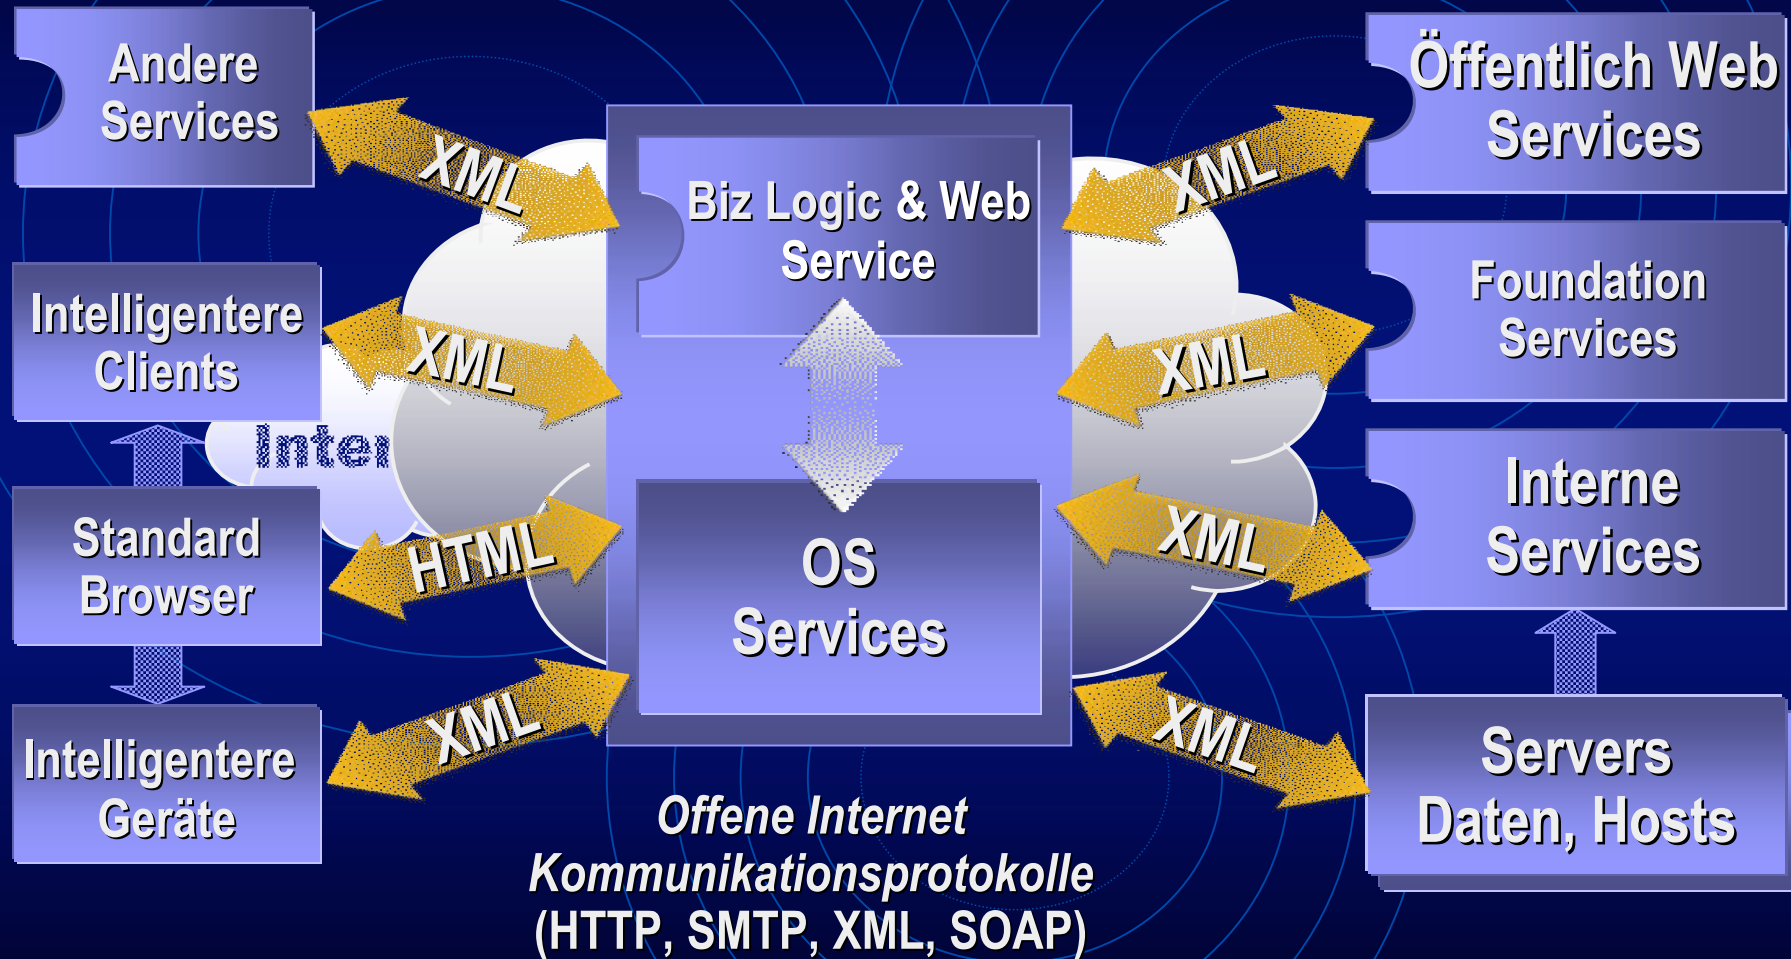 Andere
Services
XML
Intelligentere
Clients
XML
Inter
Standard
Browser
HTML
Intelligentere
Geräte
XML
Biz Logic & Web
Service
OS
Services
Offene Internet
Kommunikationsprotokolle
(HTTP, SMTP, XML, SOAP)
XML
Öffentlich Web
Services
XML
Foundation
Services
XML
Interne
Services
XML
Servers
Daten, Hosts